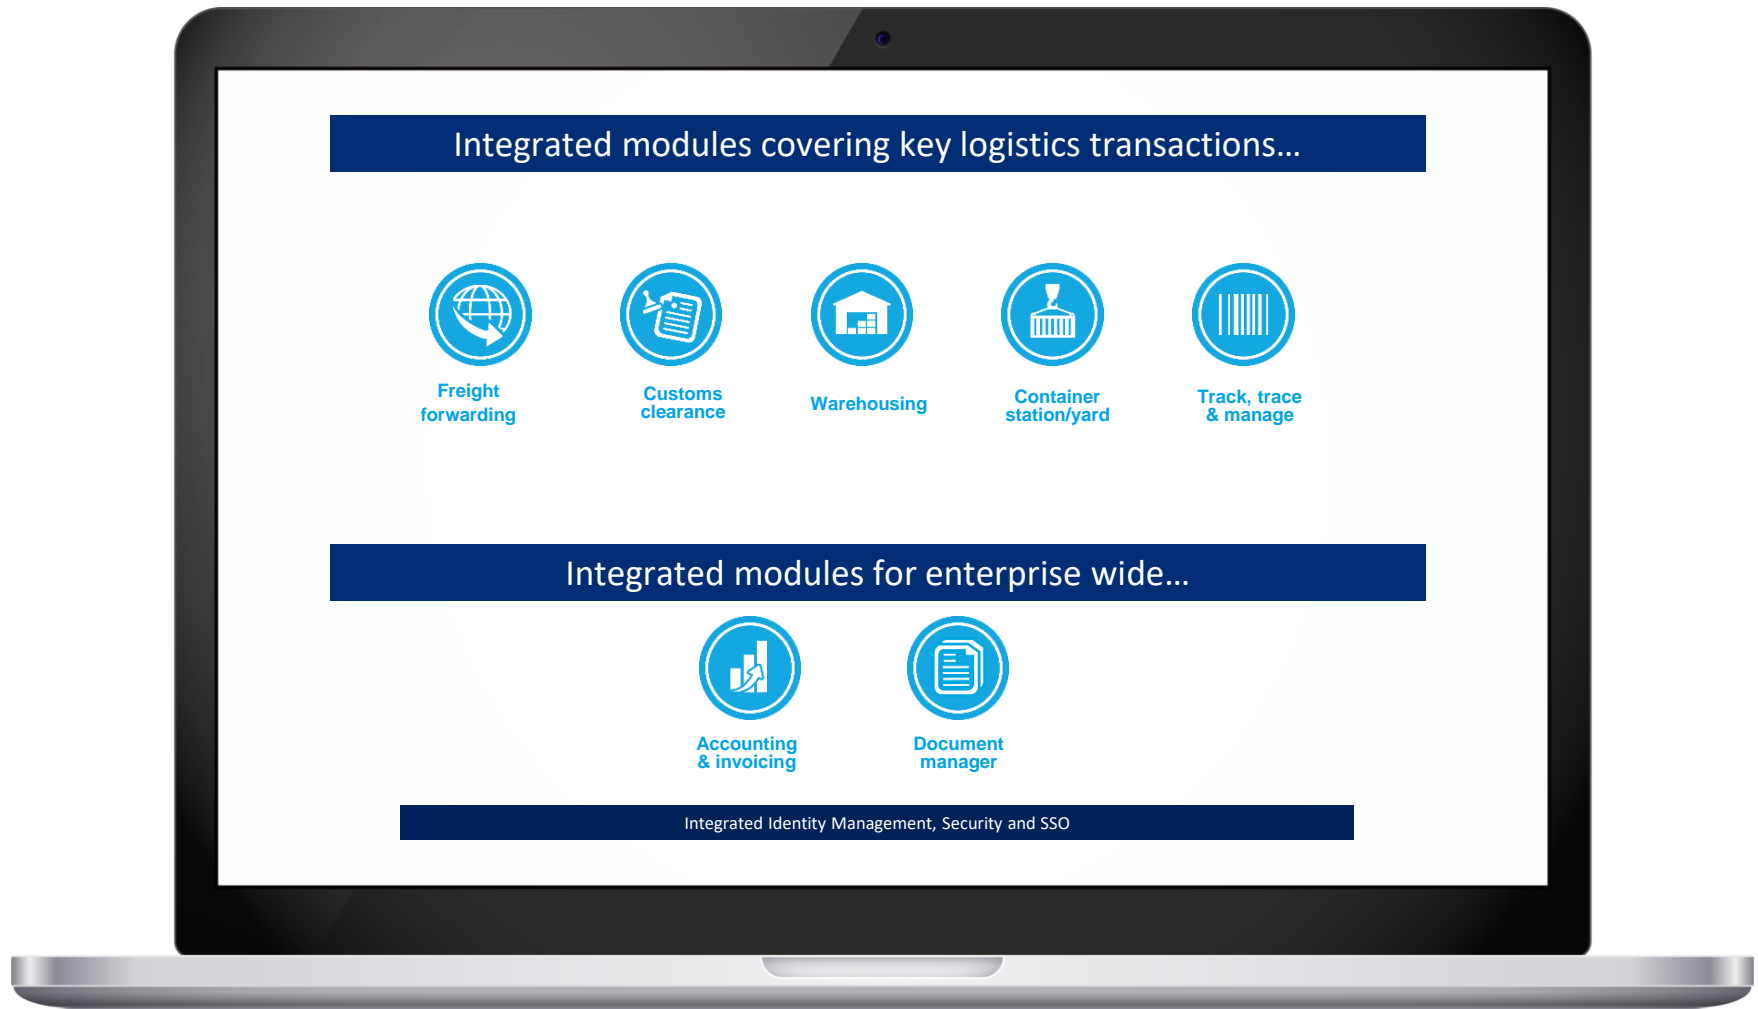 Integrated modules covering key logistics transactions...
Freight
forwarding
Customs
clearance
Warehousing
Container
station/yard
Track, trace
& manage
Integrated modules for enterprise wide...
Accounting
& invoicing
Document
manager
Integrated Identity Management, Security and SSO